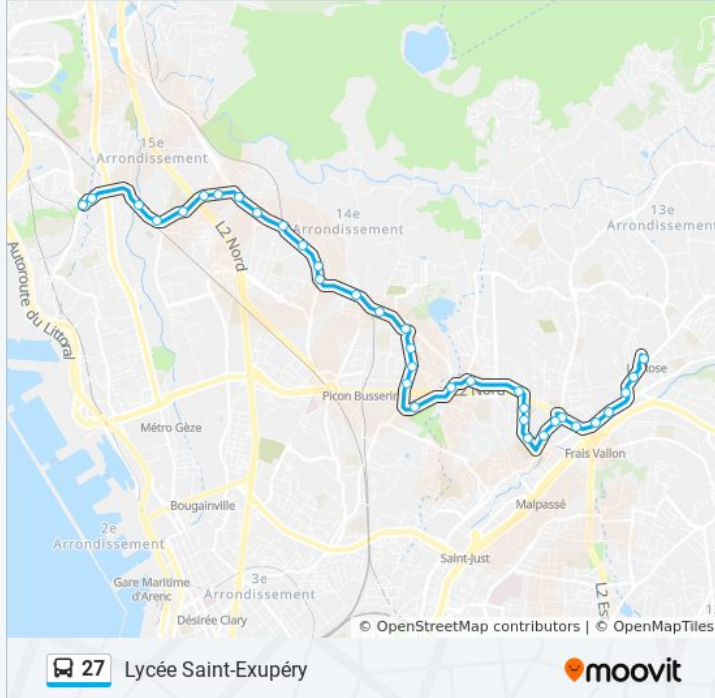 15e
Arrondissement
14e
Arrondissement
13e
Arrondissement
L2 Nord
Autoroute du Littoral
Picon Busserine
L2 Nord
Métro Gèze
Frais Vallon
Bougainville
Malpassé
2e
Arrondissement
Saint-Just
Gare Maritime
d'Arenc
3e
Arrondissement
Désirée Clary
L2 Est
© OpenStreetMap contributors | © OpenMapTiles
27 Lycée Saint-Exupéry
moovit